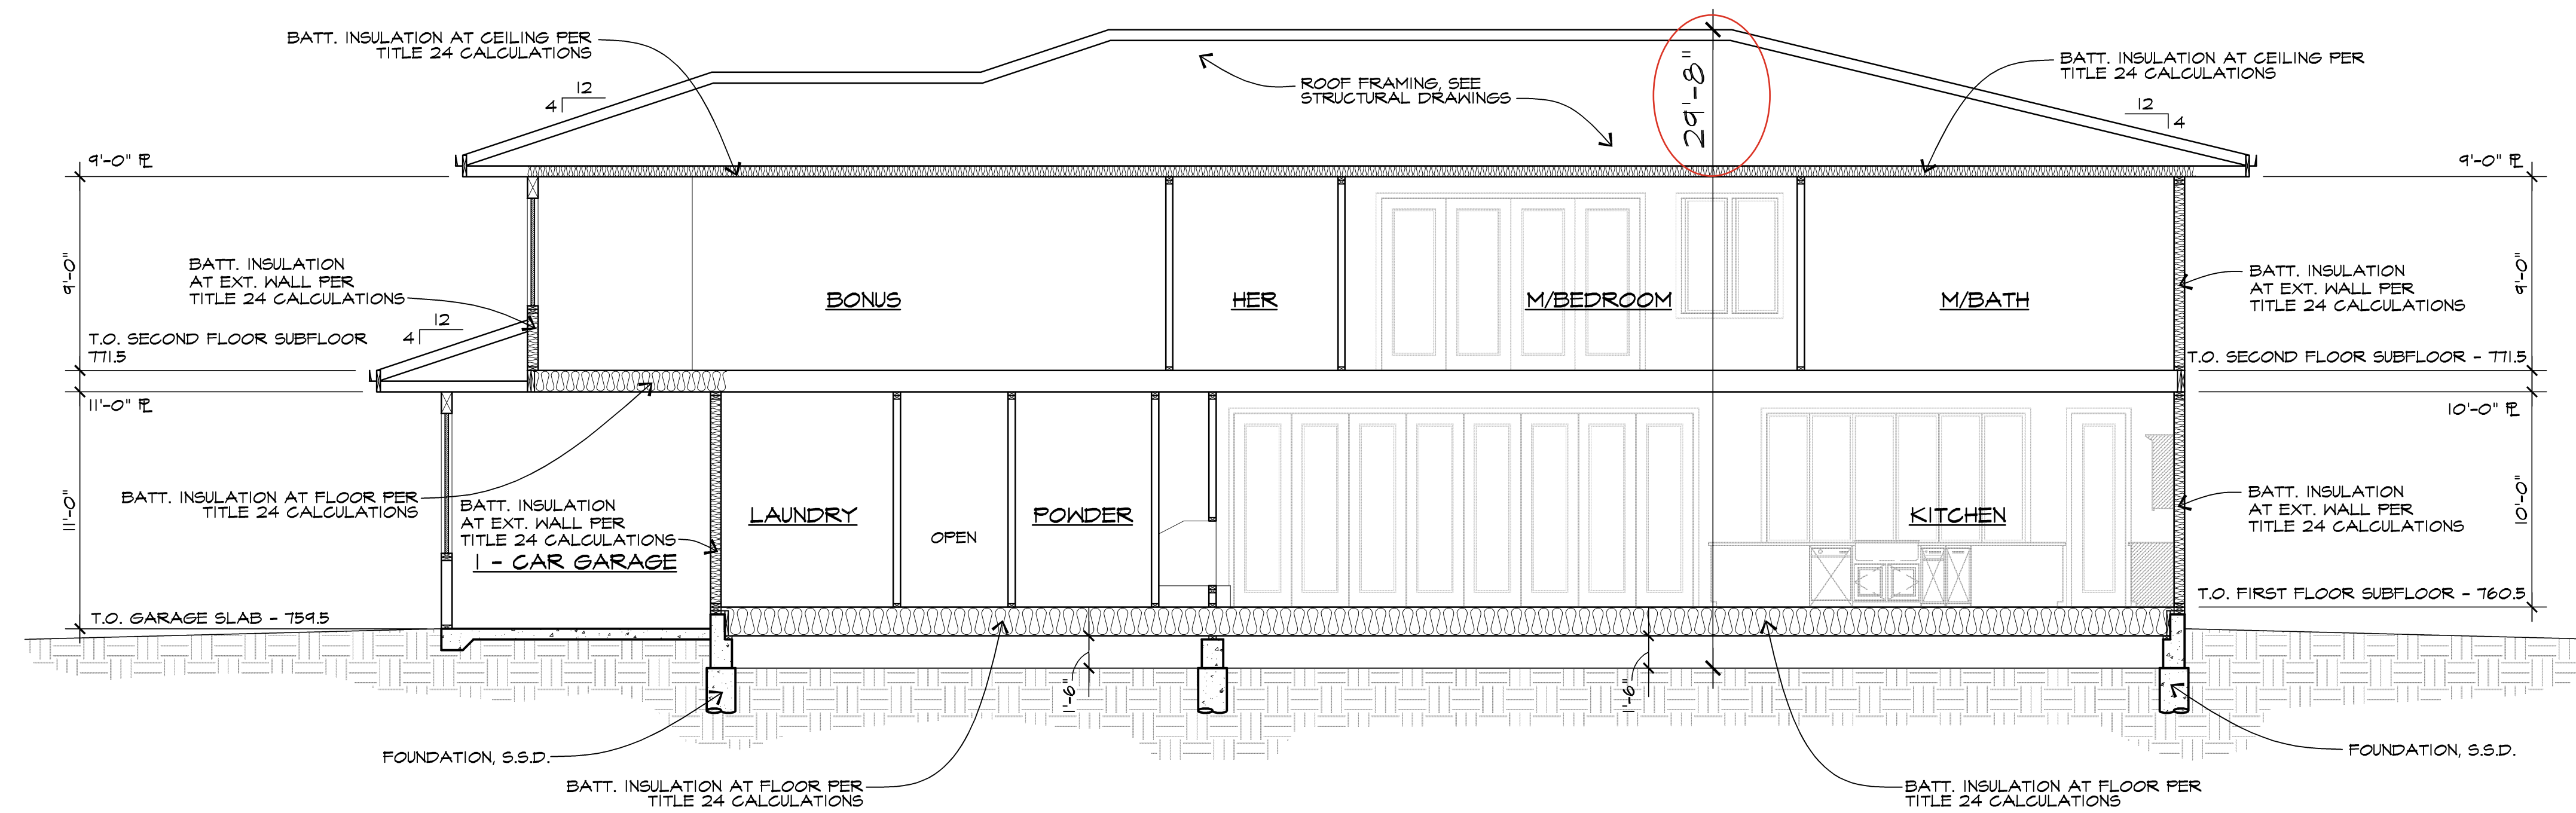 BATT. INSULATION AT CEILING PER
TITLE 24 CALCULATIONS
12
4
ROOF FRAMING, SEE
STRUCTURAL DRAWINGS
29'-8"
BATT. INSULATION AT CEILING PER
TITLE 24 CALCULATIONS
12
4
9'-0" PL
9'-0" PL
9'-0"
BATT. INSULATION
AT EXT. WALL PER
TITLE 24 CALCULATIONS
12
4
BONUS
HER
M/BEDROOM
M/BATH
BATT. INSULATION
AT EXT. WALL PER
TITLE 24 CALCULATIONS
9'-0"
T.O. SECOND FLOOR SUBFLOOR
771.5
T.O. SECOND FLOOR SUBFLOOR - 771.5
11'-0" PL
10'-0" PL
11'-0"
BATT. INSULATION AT FLOOR PER
TITLE 24 CALCULATIONS
BATT. INSULATION
AT EXT. WALL PER
TITLE 24 CALCULATIONS
1 - CAR GARAGE
LAUNDRY
OPEN
POWDER
KITCHEN
BATT. INSULATION
AT EXT. WALL PER
TITLE 24 CALCULATIONS
10'-0"
T.O. GARAGE SLAB - 759.5
T.O. FIRST FLOOR SUBFLOOR - 760.5
1'-6"
1'-6"
FOUNDATION, S.S.D.
FOUNDATION, S.S.D.
BATT. INSULATION AT FLOOR PER
TITLE 24 CALCULATIONS
BATT. INSULATION AT FLOOR PER
TITLE 24 CALCULATIONS